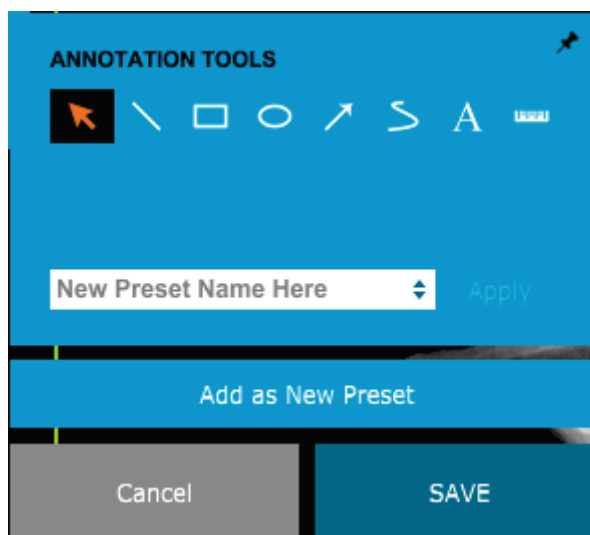 ANNOTATION TOOLS
A
New Preset Name Here
Apply
Add as New Preset
Cancel
SAVE